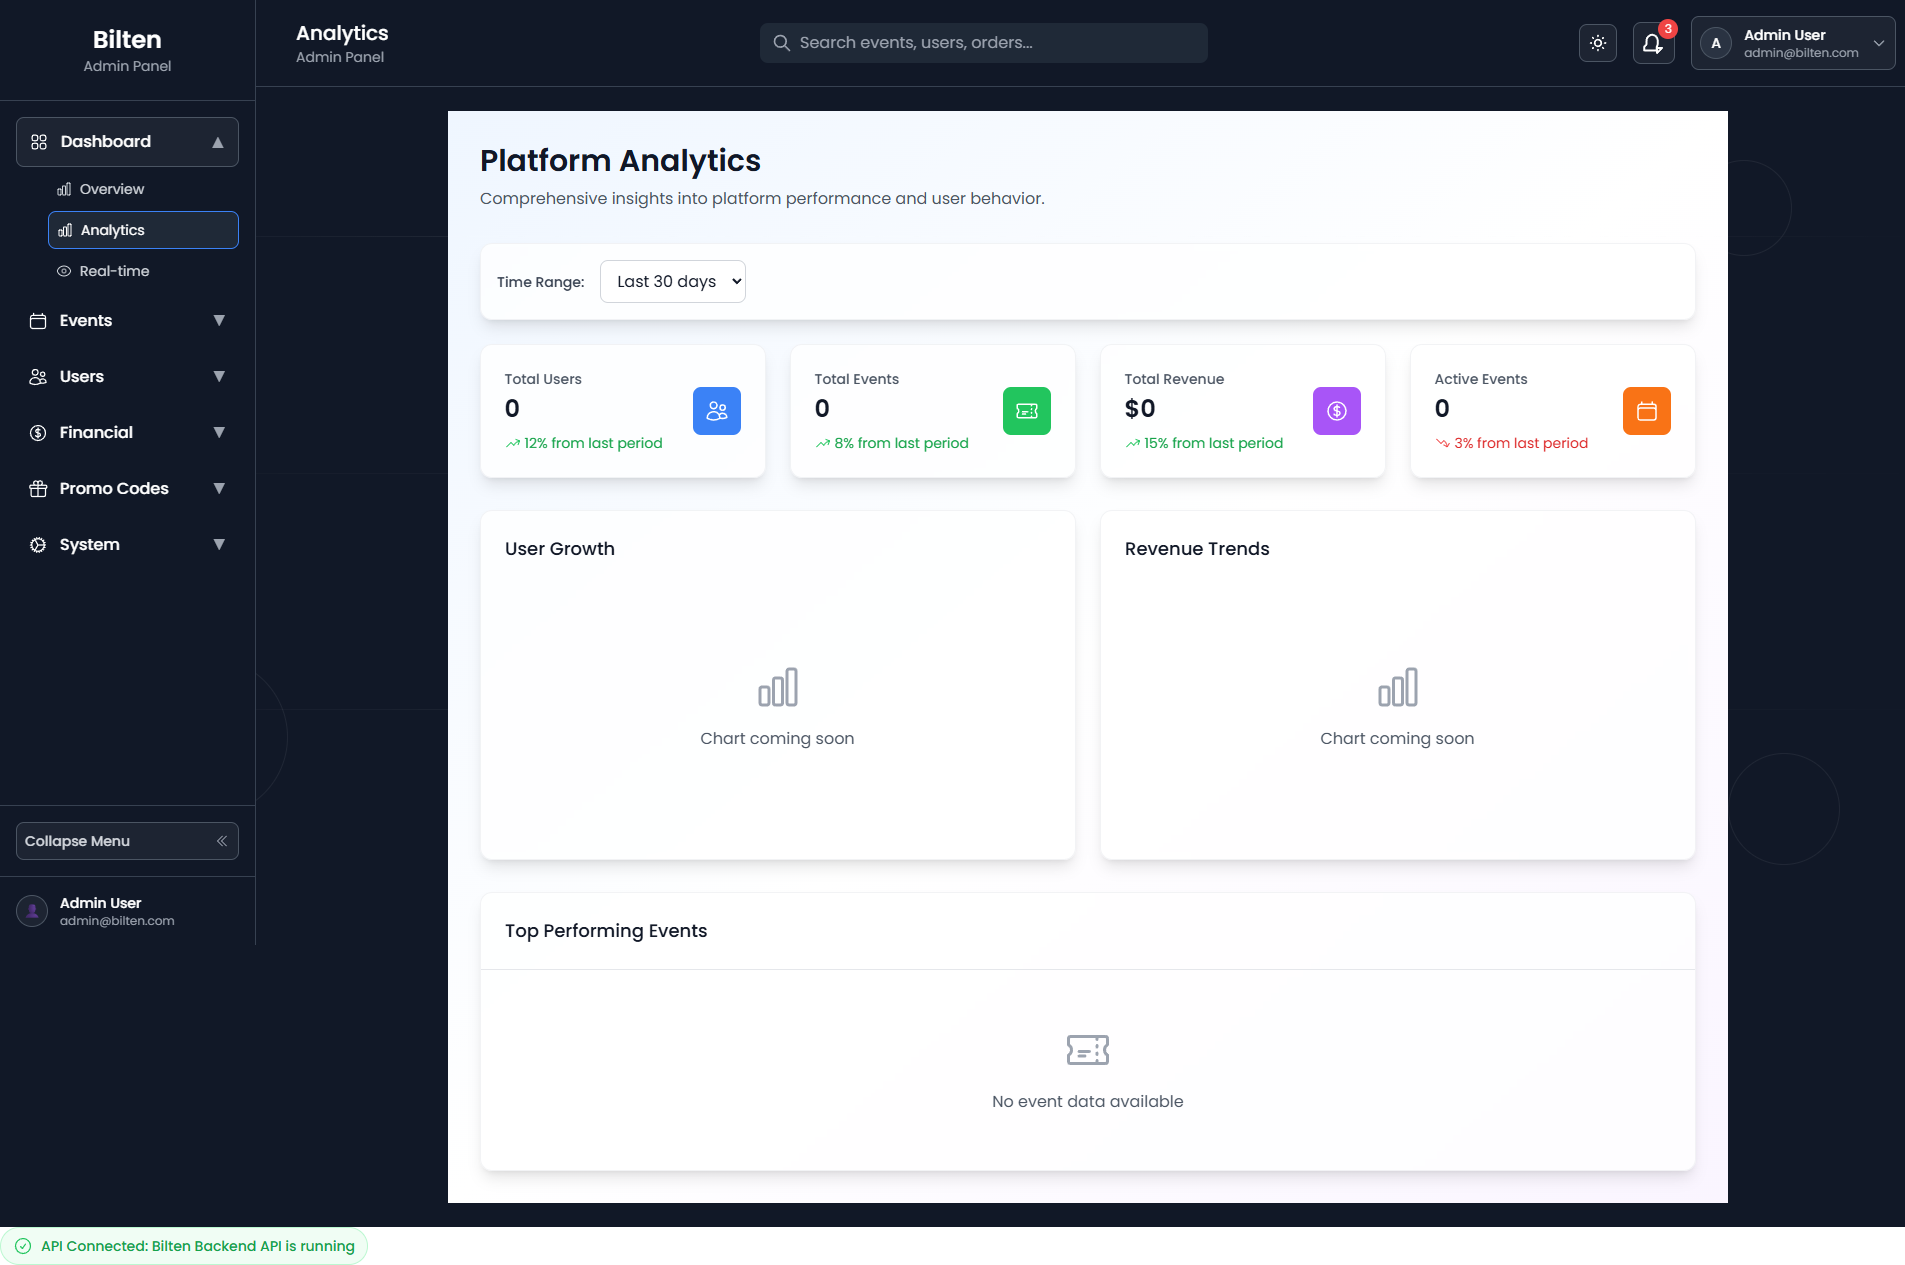 Bilten
Admin Panel
Dashboard
Overview
Analytics
Real-time
Events
Users
Financial
Promo Codes
System
Collapse Menu
Admin User
admin@bilten.com
Analytics
Admin Panel
Search events, users, orders...
3
A
Admin User
admin@bilten.com
Platform Analytics
Comprehensive insights into platform performance and user behavior.
Time Range:
Last 30 days
Total Users
0
12% from last period
Total Events
0
8% from last period
Total Revenue
$0
15% from last period
Active Events
0
3% from last period
User Growth
Chart coming soon
Revenue Trends
Chart coming soon
Top Performing Events
No event data available
API Connected: Bilten Backend API is running